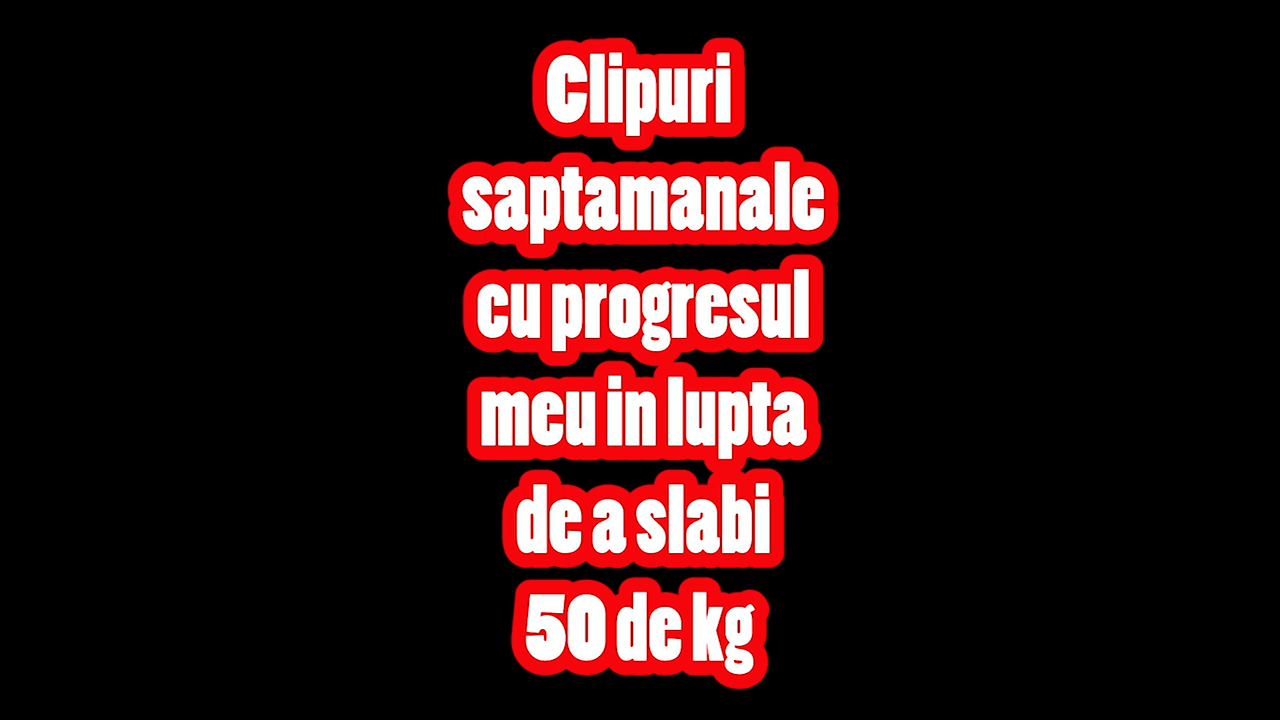 Clipuri
saptamanale
cu progresul
meu in lupta
de a slabi
50 de kg